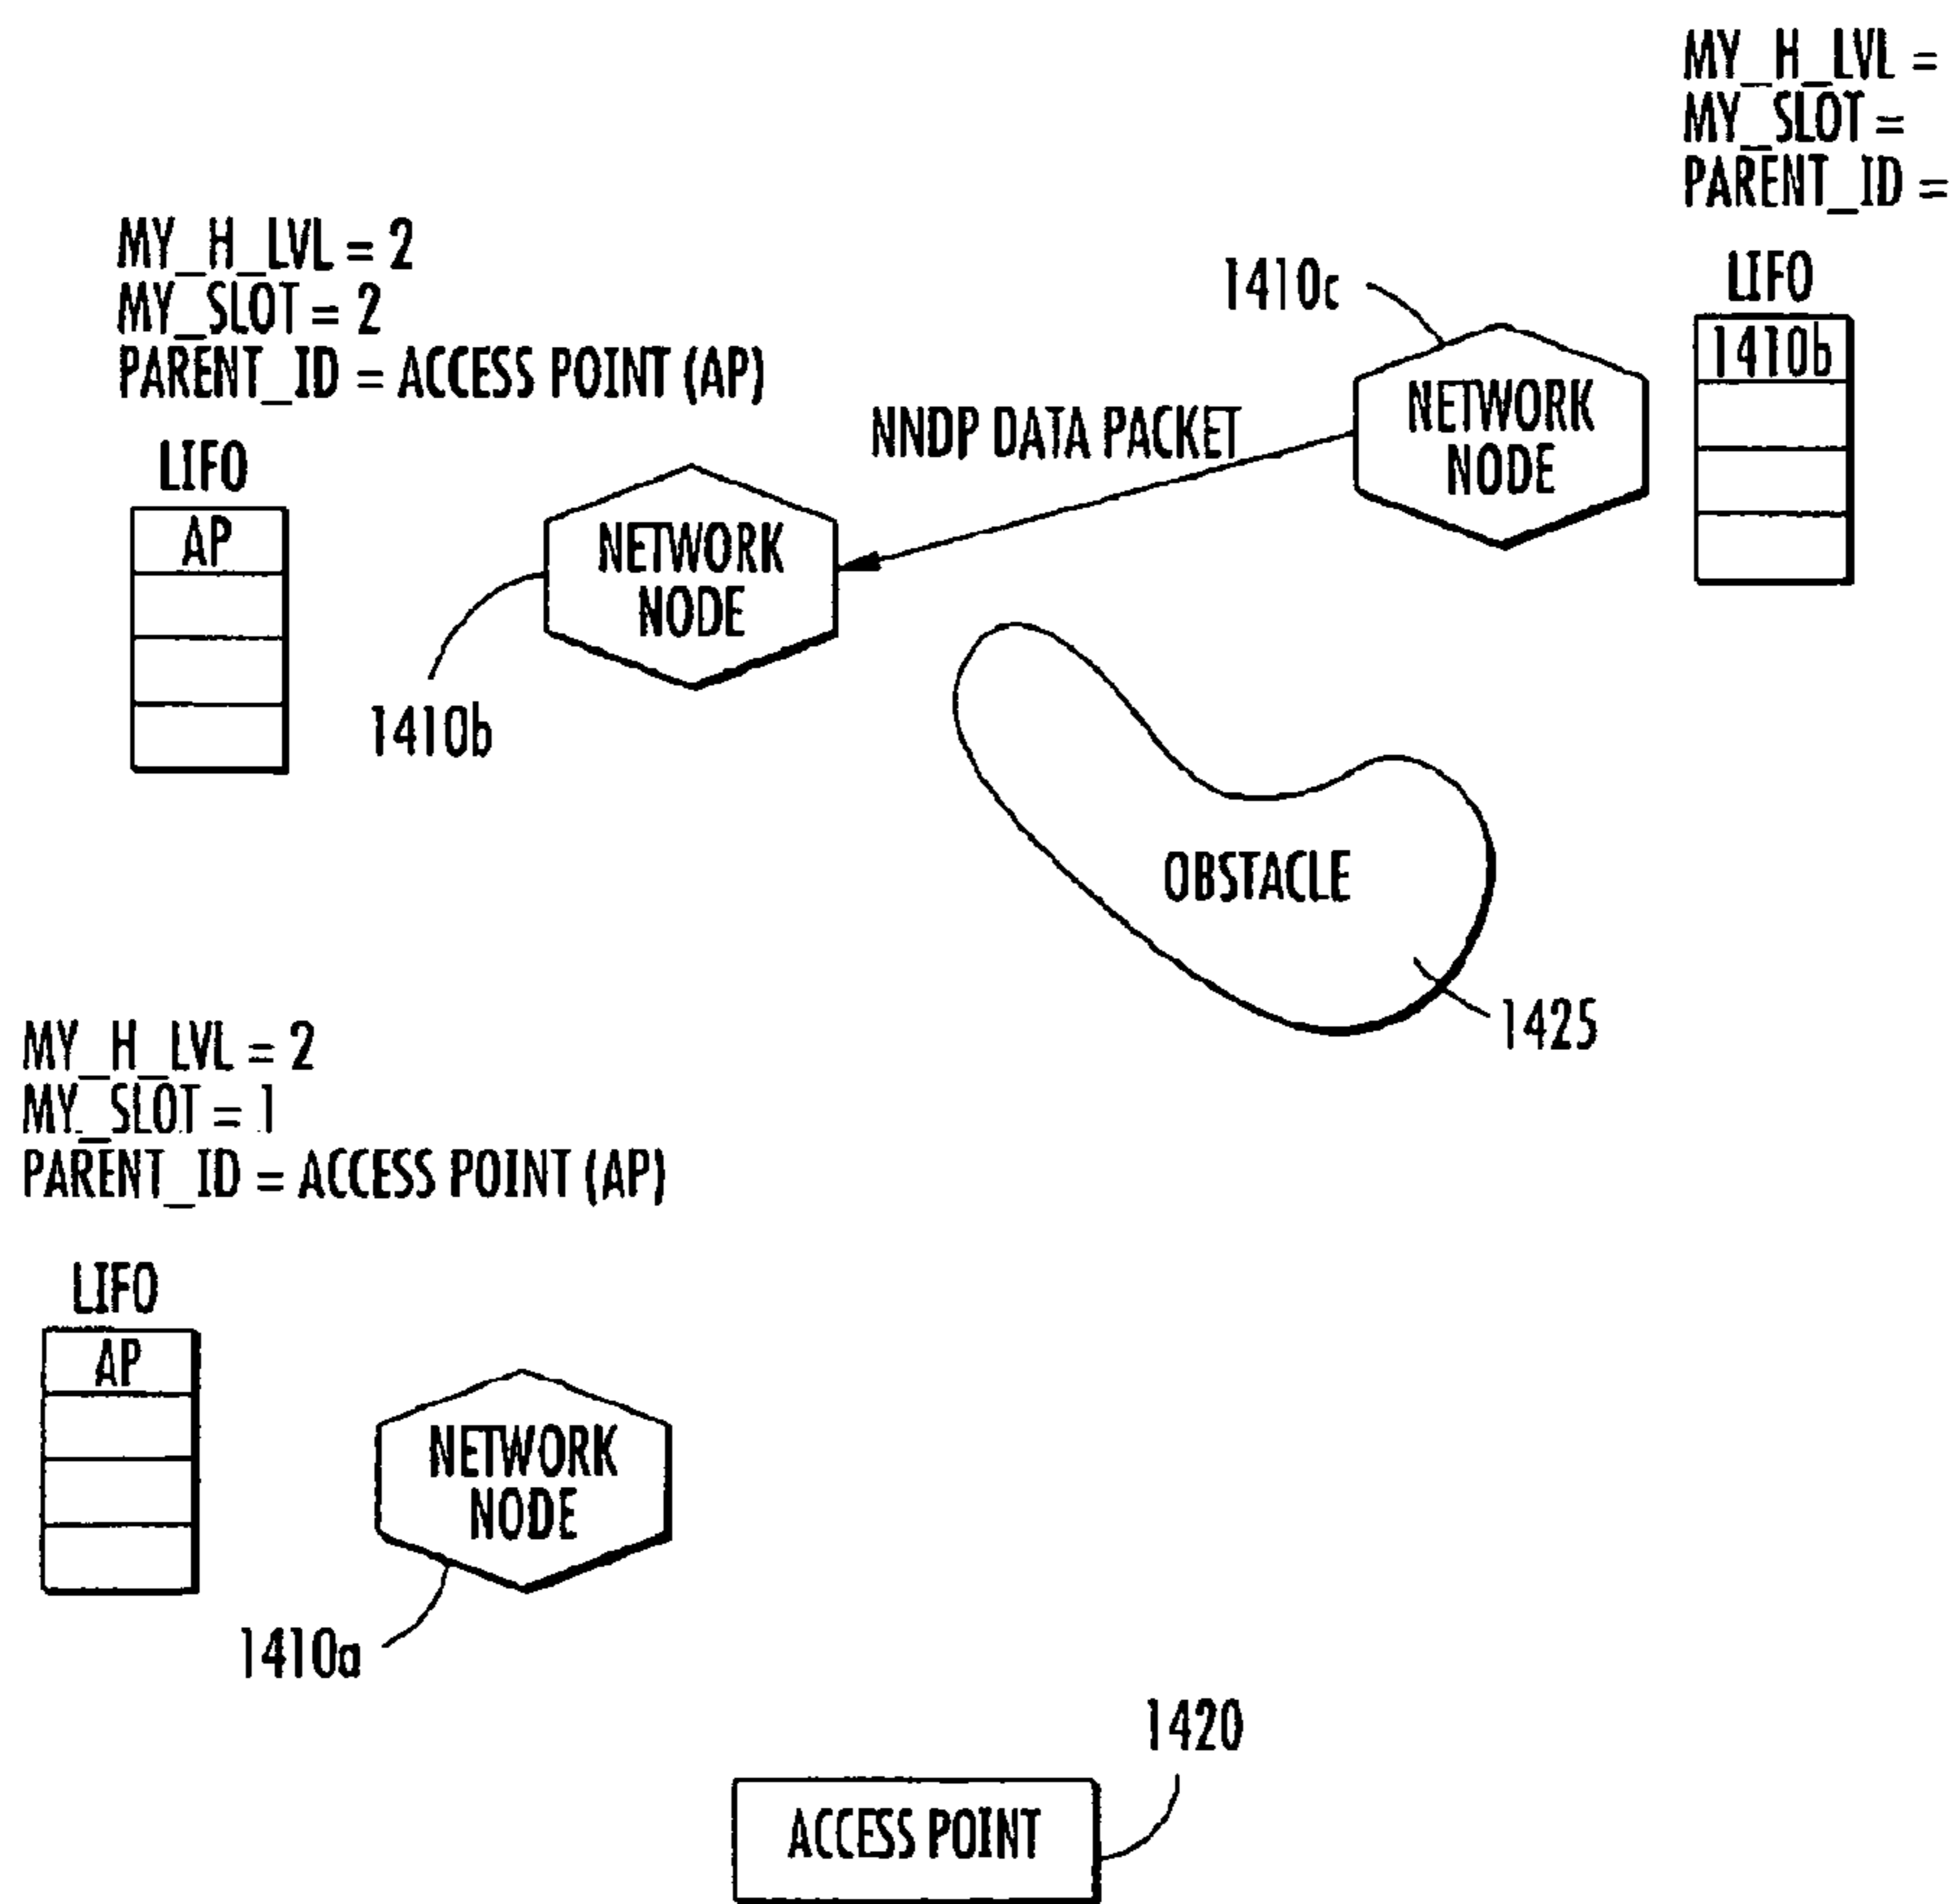 MY_H_LVL =
MY_SLOT =
PARENT_ID =
LIFO
1410b
1410c
NETWORK
NODE
MY_H_LVL = 2
MY_SLOT = 2
PARENT_ID = ACCESS POINT (AP)
NNDP DATA PACKET
LIFO
AP
NETWORK
NODE
1410b
OBSTACLE
1425
MY_H_LVL = 2
MY_SLOT = 1
PARENT_ID = ACCESS POINT (AP)
LIFO
AP
NETWORK
NODE
1410a
1420
ACCESS POINT